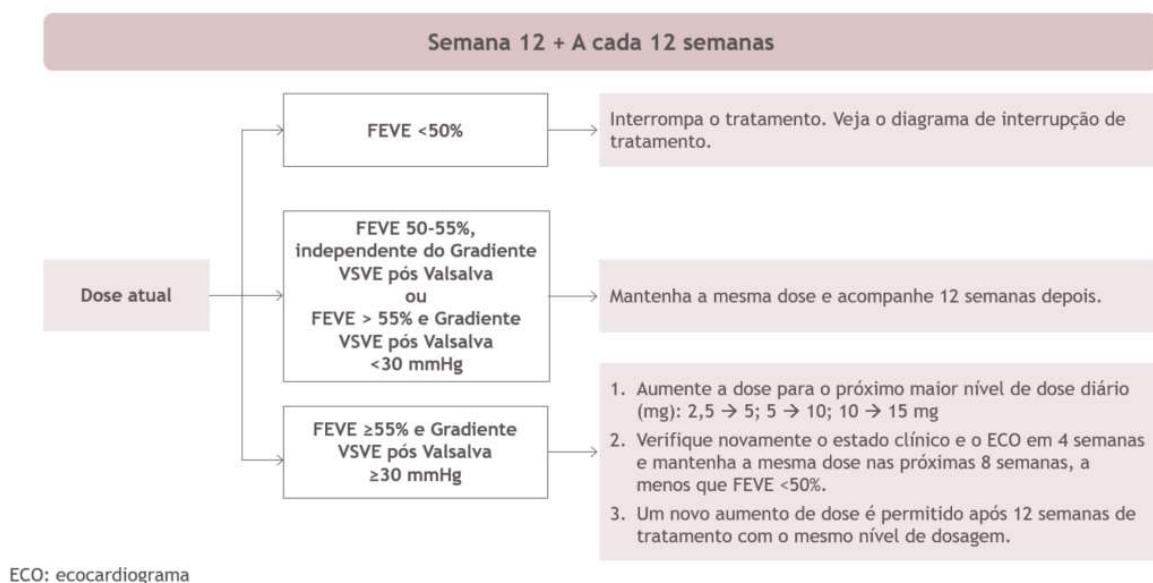 Semana 12 + A cada 12 semanas
FEVE <50%
Interrompa o tratamento. Veja o diagrama de interrupção de
tratamento.
Dose atual
FEVE 50-55%,
independente do Gradiente
VSVE pós Valsalva
ou
FEVE > 55% e Gradiente
VSVE pós Valsalva
<30 mmHg
Mantenha a mesma dose e acompanhe 12 semanas depois.
FEVE ≥55% e Gradiente
VSVE pós Valsalva
≥30 mmHg
1. Aumente a dose para o próximo maior nível de dose diário
(mg): 2,5 → 5; 5 → 10; 10 → 15 mg
2. Verifique novamente o estado clínico e o ECO em 4 semanas
e mantenha a mesma dose nas próximas 8 semanas, a
menos que FEVE <50%.
3. Um novo aumento de dose é permitido após 12 semanas de
tratamento com o mesmo nível de dosagem.
ECO: ecocardiograma